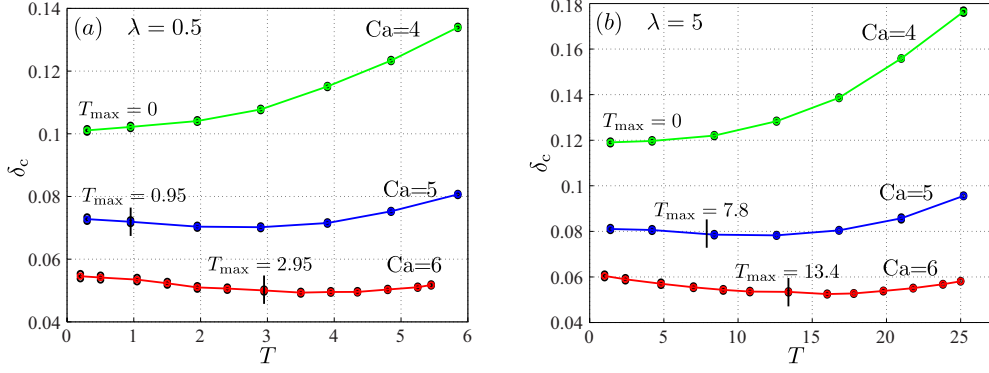 (a) λ = 0.5
Ca=4
T_max = 0
T_max = 0.95
Ca=5
T_max = 2.95
Ca=6
δ_c
0.14
0.12
0.1
0.08
0.06
0.04
0 1 2 3 4 5 6
T
(b) λ = 5
Ca=4
T_max = 0
Ca=5
T_max = 7.8
T_max = 13.4
Ca=6
δ_c
0.18
0.16
0.14
0.12
0.1
0.08
0.06
0.04
0 5 10 15 20 25
T